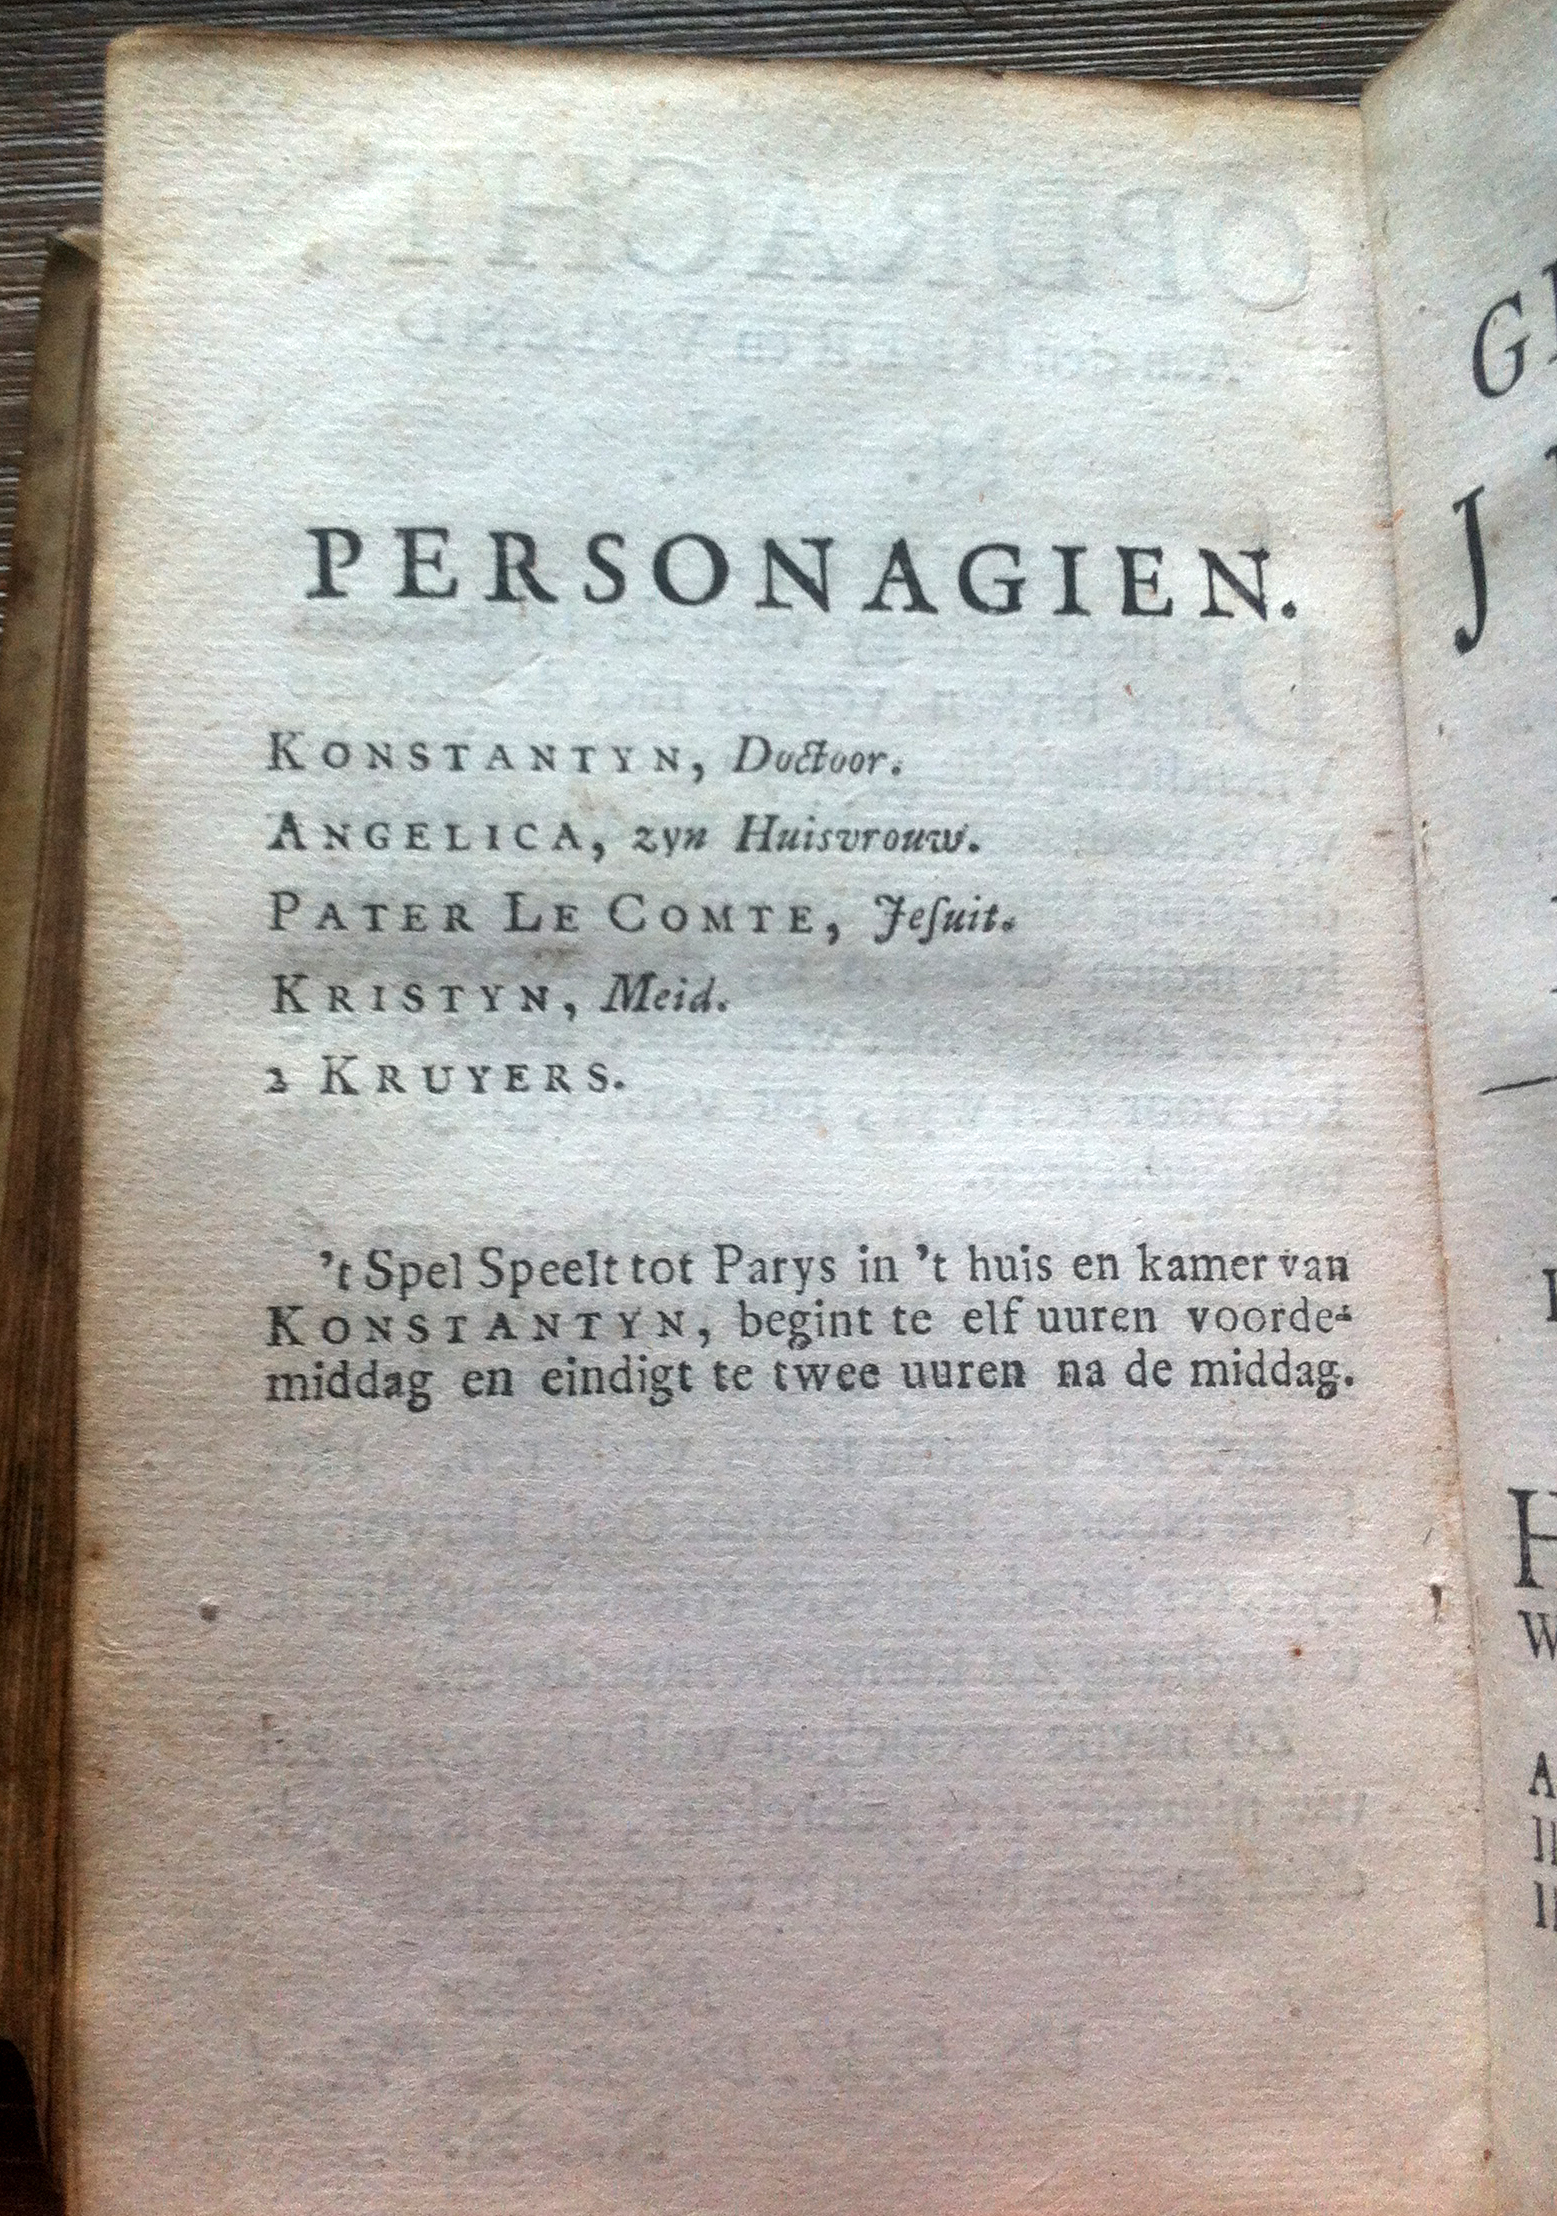 PERSONAGIEN.
KONSTANTYN, Doctoor.
ANGELICA, zyn Huisvrouw.
PATER LE COMTE, Jeſuit.
KRISTYN, Meid.
2 KRUYERS.
't Spel Speelt tot Parys in 't huis en kamer van
KONSTANTYN, begint te elf uuren voorde-
middag en eindigt te twee uuren na de middag.